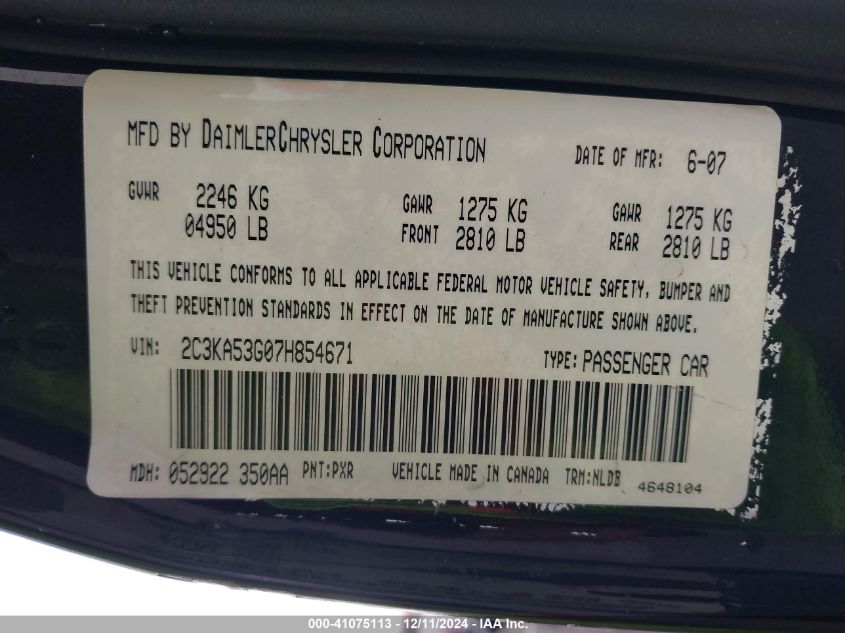 MFD BY DAIMLERCHRYSLER CORPORATION DATE OF MFR: 6-07
GVWR 2246 KG GAWR 1275 KG GAWR 1275 KG
04950 LB FRONT 2810 LB REAR 2810 LB
THIS VEHICLE CONFORMS TO ALL APPLICABLE FEDERAL MOTOR VEHICLE SAFETY, BUMPER AND
THEFT PREVENTION STANDARDS IN EFFECT ON THE DATE OF MANUFACTURE SHOWN ABOVE.
VIN: 2C3KA53G07H854671 TYPE: PASSENGER CAR
MDH: 052922 350AA PNT:PXR VEHICLE MADE IN CANADA TRM:NLDB
4648104
000-41075113 - 12/11/2024 - IAA Inc.